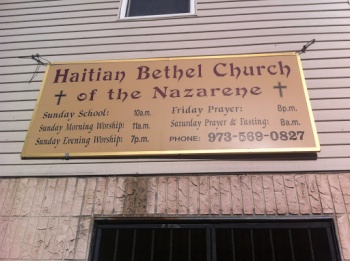 Haitian Bethel Church
of the Nazarene
Sunday School: 10a.m.
Sunday Morning Worship: 11a.m.
Sunday Evening Worship: 7p.m.
Friday Prayer: 8p.m.
Saturday Prayer & Fasting: 8a.m.
PHONE: 973-569-0827